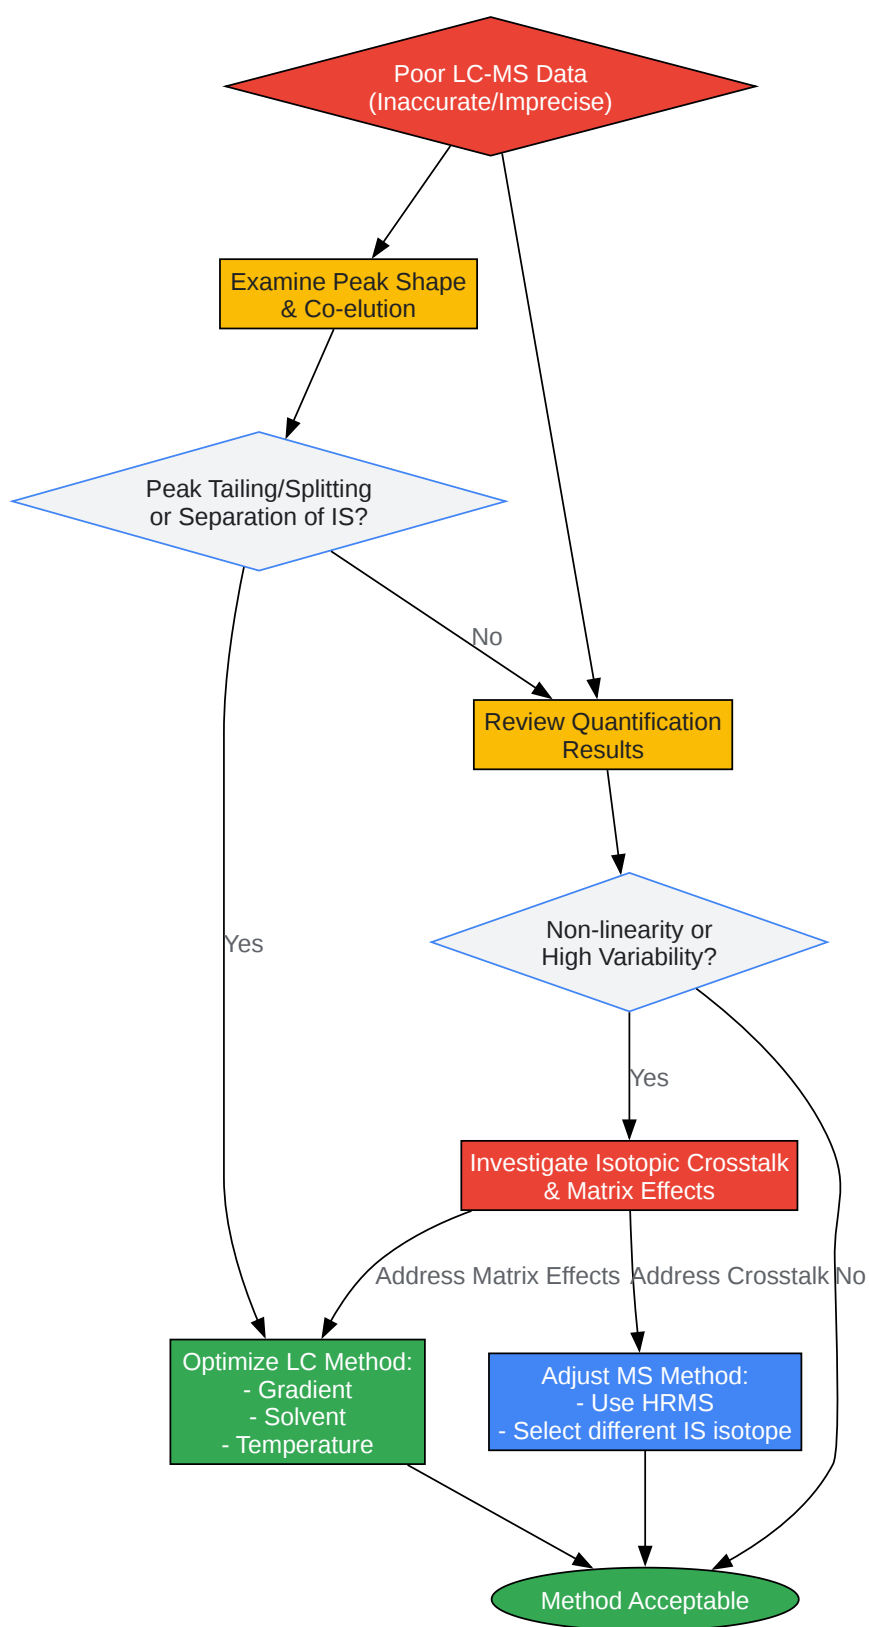 Poor LC-MS Data
(Inaccurate/Imprecise)
Examine Peak Shape
& Co-elution
Peak Tailing/Splitting
or Separation of IS?
No
Review Quantification
Results
Yes
Non-linearity or
High Variability?
Yes
Investigate Isotopic Crosstalk
& Matrix Effects
Address Matrix Effects
Address Crosstalk
No
Optimize LC Method:
- Gradient
- Solvent
- Temperature
Adjust MS Method:
- Use HRMS
- Select different IS isotope
Method Acceptable